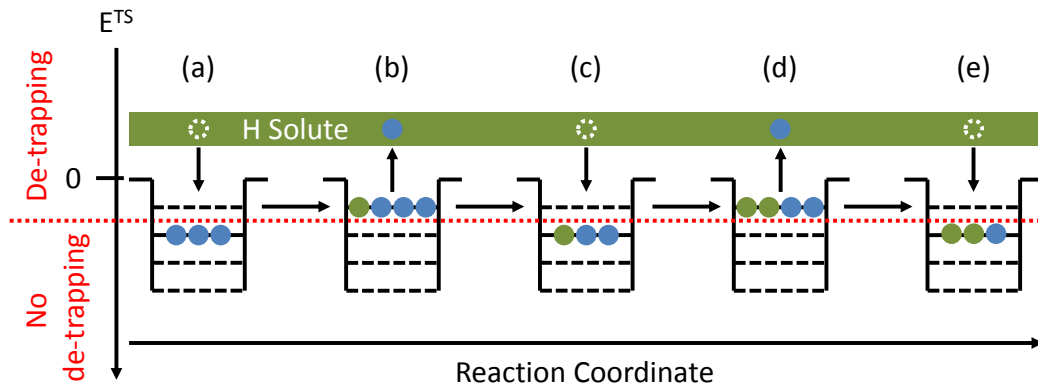 E^TS
(a) (b) (c) (d) (e)
De-trapping
H Solute
0
No
de-trapping
Reaction Coordinate